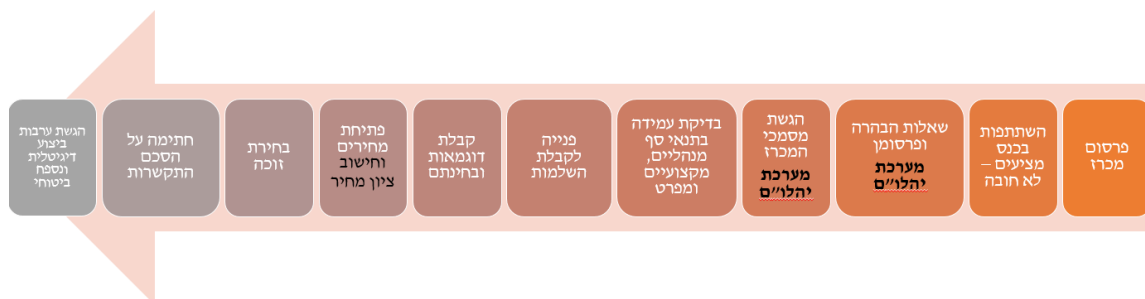 פרסום
מכרז
השתתפות
בכנס
מציעים –
לא חובה
שאלות הבהרה
ופרסומן
מערכת
יהלו"ם
הגשת
מסמכי
המכרז
מערכת
יהלו"ם
בדיקת עמידה
בתנאי סף
מנהליים,
מקצועיים
ומפרט
פנייה
לקבלת
השלמות
קבלת
דוגמאות
ובחינתם
פתיחת
מחירים
וחישוב
ציון מחיר
בחירת
זוכה
חתימה על
הסכם
התקשרות
הגשת ערבות
ביצוע
דיגיטלית
ונספח
ביטוחי